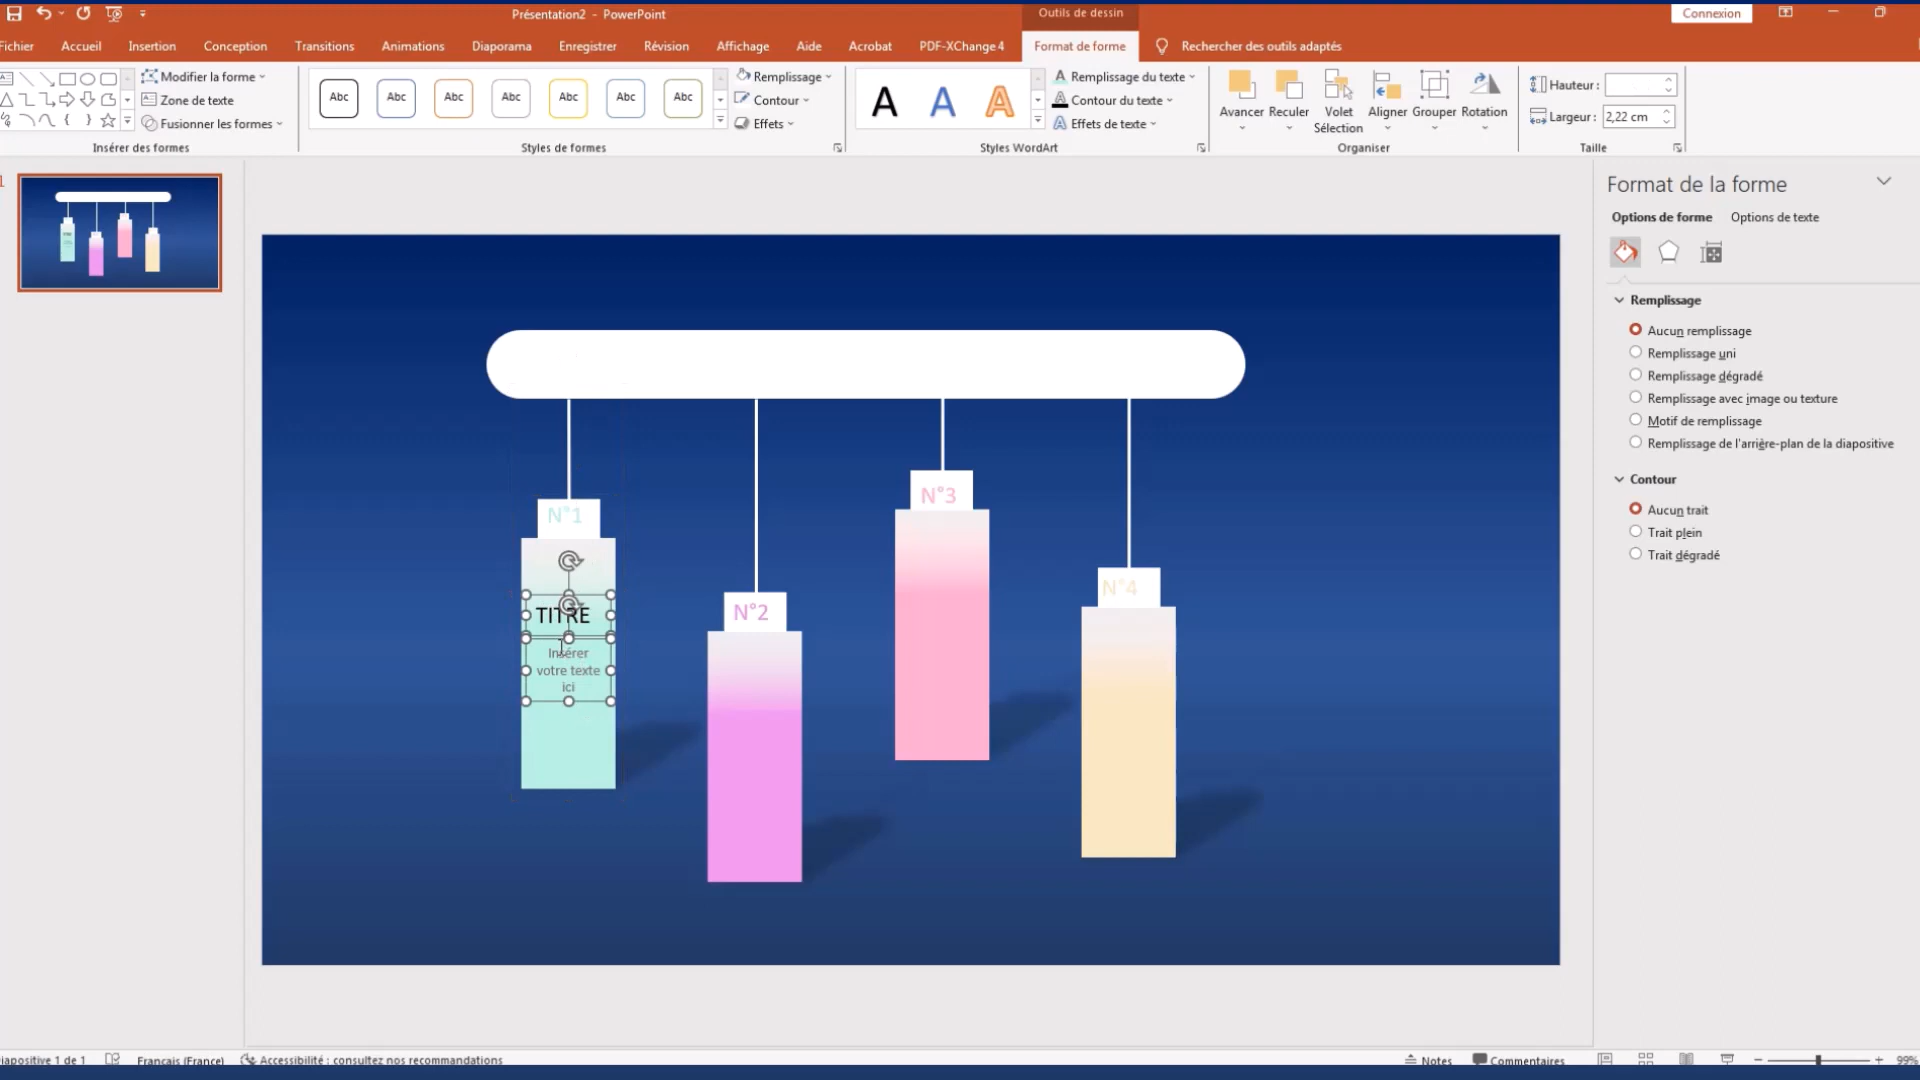 Présentation2 - PowerPoint
Outils de dessin
Connexion
Fichier Accueil Insertion Conception Transitions Animations Diaporama Enregistrer Révision Affichage Aide Acrobat PDF-XChange 4 Format de forme Rechercher des outils adaptés
Modifier la forme
Zone de texte
Fusionner les formes
Insérer des formes
Abc Abc Abc Abc Abc Abc Abc
Remplissage
Contour
Effets
Styles de formes
A A A
Remplissage du texte
Contour du texte
Effets de texte
Styles WordArt
Avancer Reculer Volet Sélection Aligner Grouper Rotation
Organiser
Hauteur :
Largeur : 2,22 cm
Taille
1
N°1
TITRE
Insérer
votre texte
ici
N°2
N°3
N°4
Format de la forme
Options de forme Options de texte
Remplissage
Aucun remplissage
Remplissage uni
Remplissage dégradé
Remplissage avec image ou texture
Motif de remplissage
Remplissage de l'arrière-plan de la diapositive
Contour
Aucun trait
Trait plein
Trait dégradé
iapositive 1 de 1 Français (France) Accessibilité : consultez nos recommandations Notes Commentaires 99%